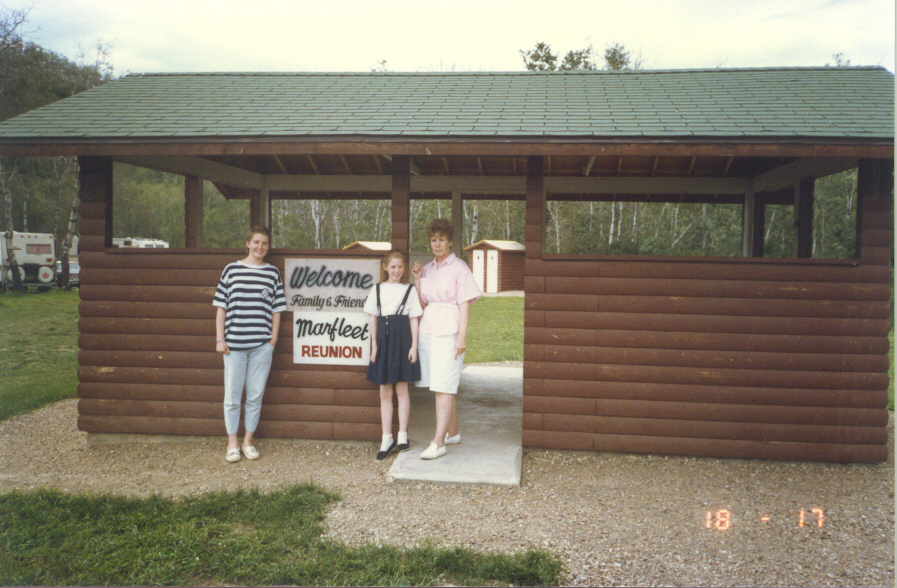 Welcome
Family & Friends
Marfleet
REUNION
18 - 17